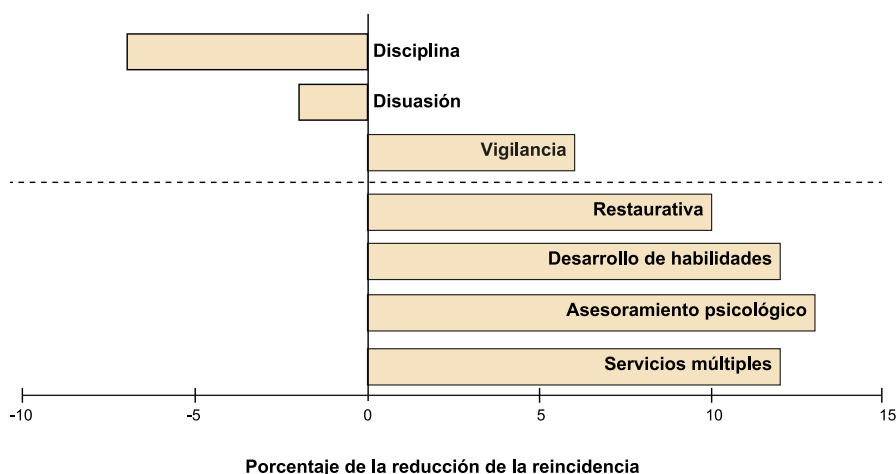 Disciplina
Disuasión
Vigilancia
Restaurativa
Desarrollo de habilidades
Asesoramiento psicológico
Servicios múltiples
-10 -5 0 5 10 15
Porcentaje de la reducción de la reincidencia